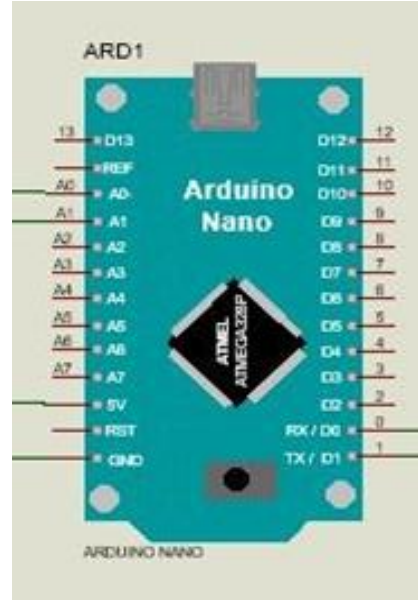 ARD1
13 D13
D12 12
REF
D11 11
A0 A0
D10 10
A1 A1
D9 9
A2 A2
D8 8
A3 A3
D7 7
A4 A4
D6 6
A5 A5
D5 5
A6 A6
D4 4
A7 A7
D3 3
5V
D2 2
RST
RX / D0 0
GND
TX / D1 1
Arduino
Nano
ATMEL
ATMEGA328P
ARDUINO NANO